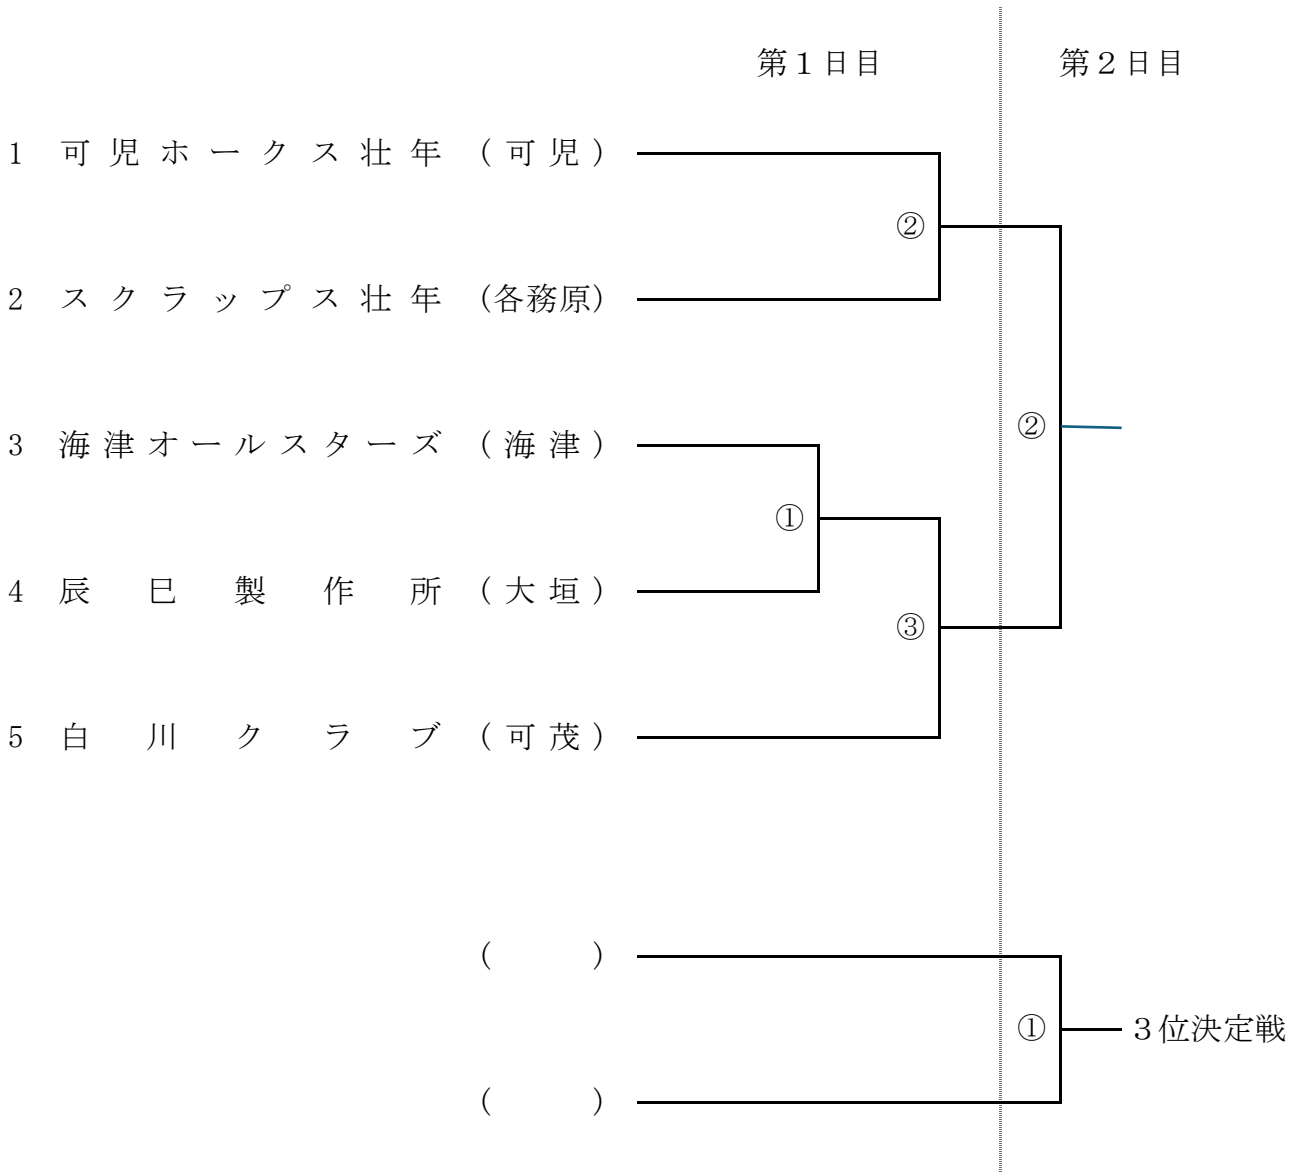 第１日目 第２日目
1 可児ホークス壮年 (可児)
②
2 スクラップス壮年 (各務原)
②
3 海津オールスターズ (海津)
①
4 辰巳製作所 (大垣)
③
5 白川クラブ (可茂)
( )
① ３位決定戦
( )